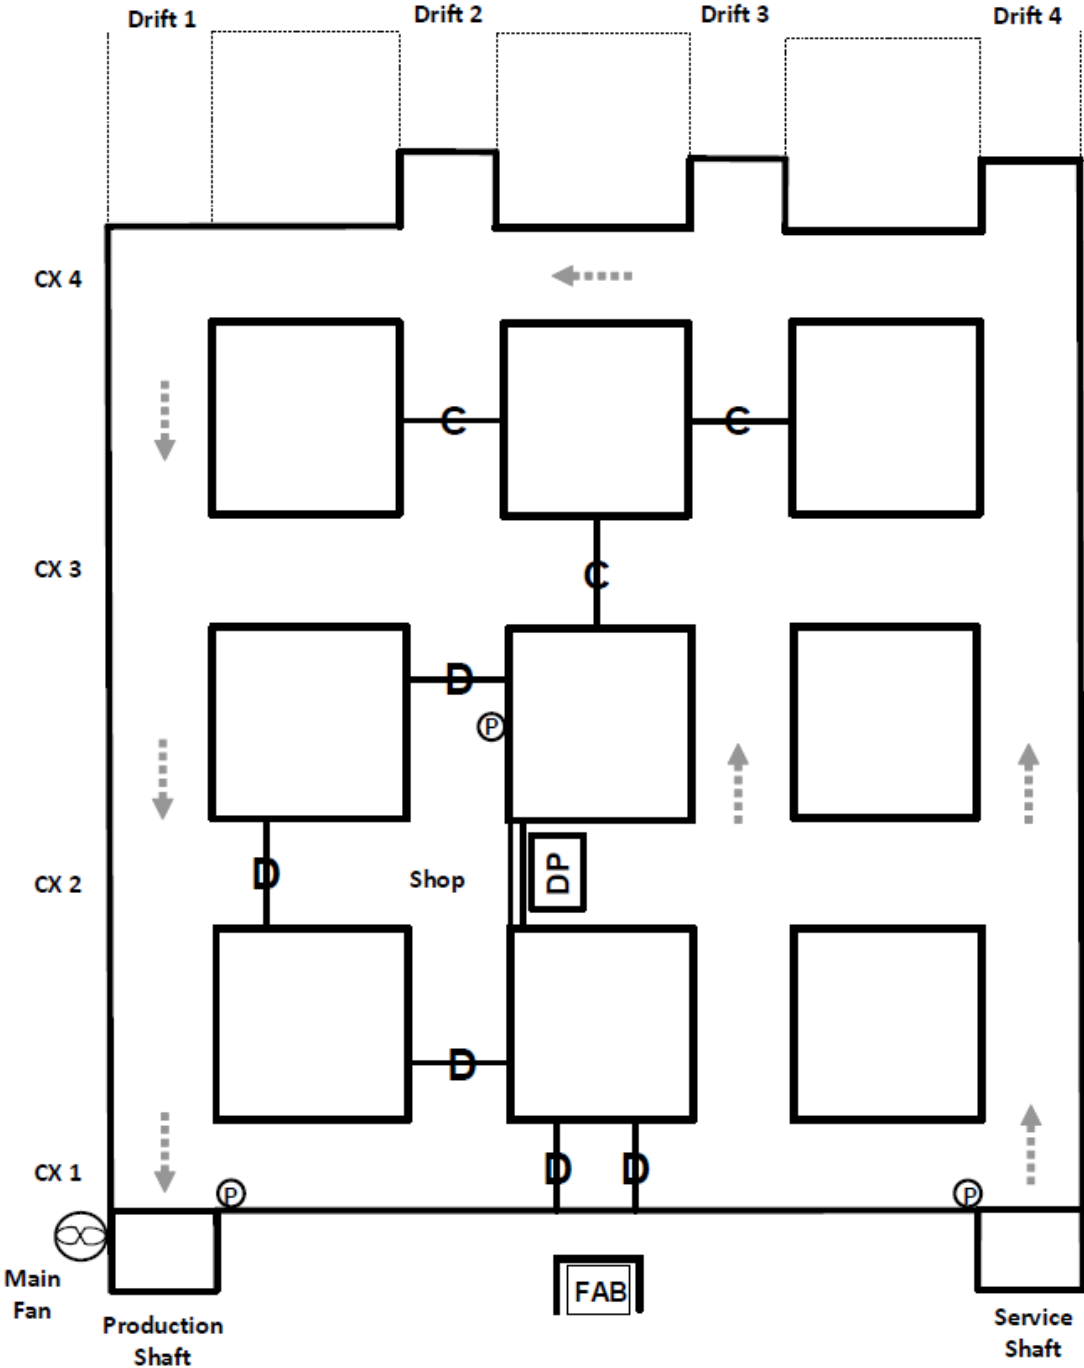 Drift 1
Drift 2
Drift 3
Drift 4
CX 4
C
C
CX 3
C
D
P
D
Shop
DP
CX 2
D
D
D
CX 1
P
P
Main
Fan
FAB
Production
Shaft
Service
Shaft